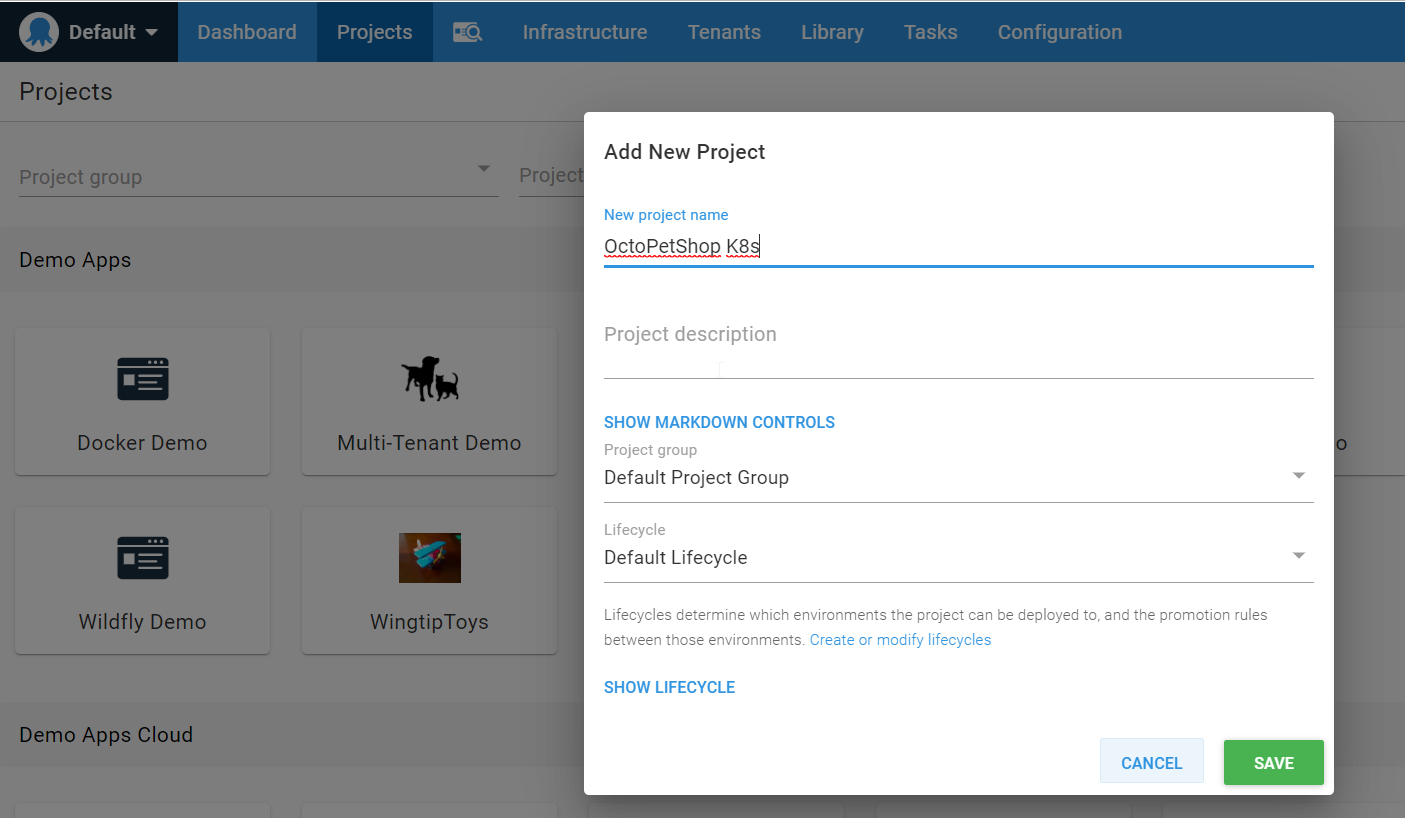 Default Dashboard Projects Infrastructure Tenants Library Tasks Configuration
Projects
Project group
Project
Demo Apps
Docker Demo
Multi-Tenant Demo
o
Wildfly Demo
WingtipToys
Demo Apps Cloud
Add New Project
New project name
OctoPetShop K8s
Project description
SHOW MARKDOWN CONTROLS
Project group
Default Project Group
Lifecycle
Default Lifecycle
Lifecycles determine which environments the project can be deployed to, and the promotion rules
between those environments. Create or modify lifecycles
SHOW LIFECYCLE
CANCEL
SAVE